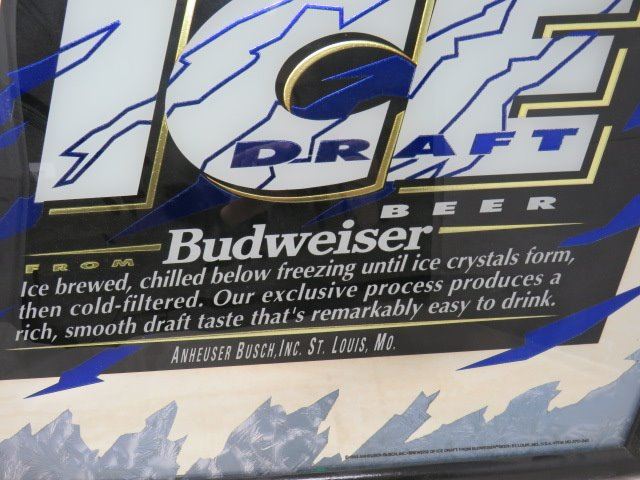 ICE
DRAFT
BEER
FROM
Budweiser
Ice brewed, chilled below freezing until ice crystals form,
then cold-filtered. Our exclusive process produces a
rich, smooth draft taste that's remarkably easy to drink.
ANHEUSER BUSCH, INC. ST. LOUIS, MO.